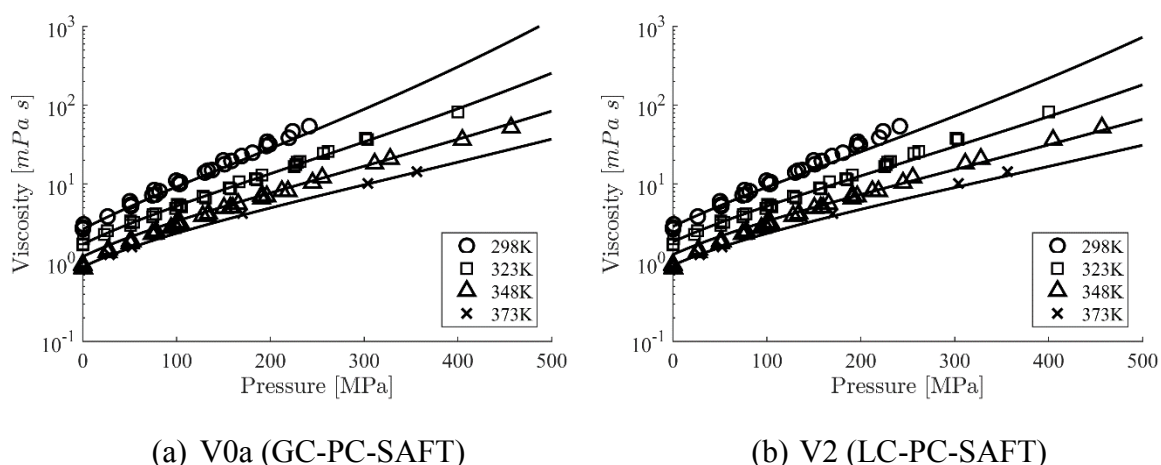 10^3
10^2
10^1
10^0
10^-1
Viscosity [mPa s]
298K
323K
348K
373K
0 100 200 300 400 500
Pressure [MPa]
(a) V0a (GC-PC-SAFT)
10^3
10^2
10^1
10^0
10^-1
Viscosity [mPa s]
298K
323K
348K
373K
0 100 200 300 400 500
Pressure [MPa]
(b) V2 (LC-PC-SAFT)